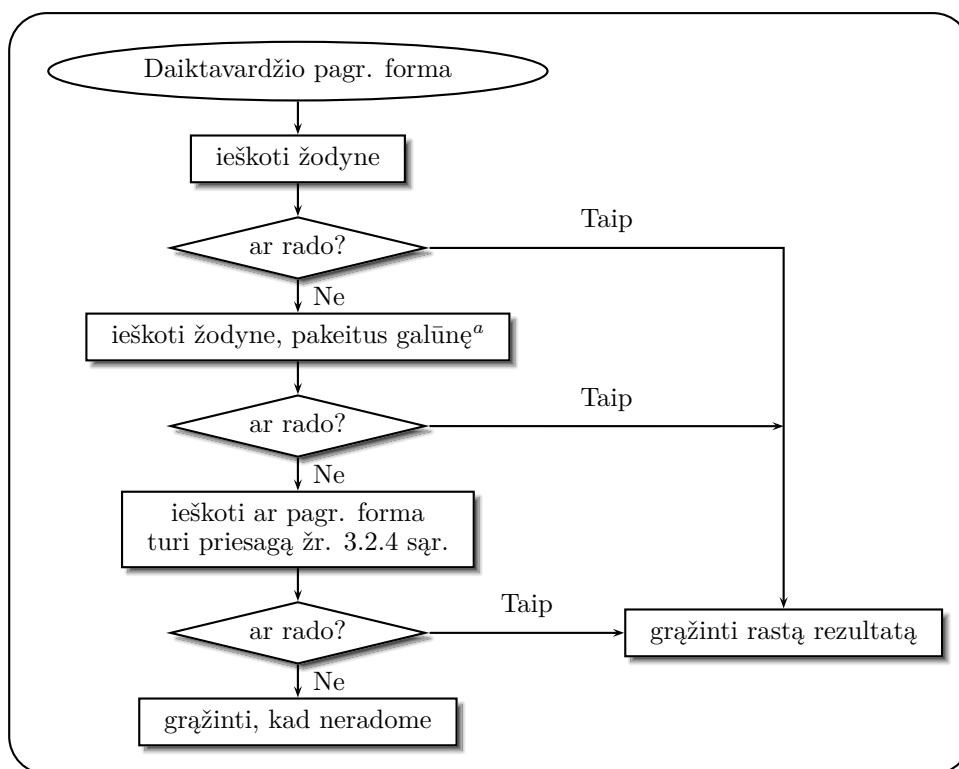 Daiktavardžio pagr. forma
ieškoti žodyne
ar rado?
Taip
Ne
ieškoti žodyne, pakeitus galūnęᵃ
ar rado?
Taip
Ne
ieškoti ar pagr. forma
turi priesagą žr. 3.2.4 sąr.
ar rado?
Taip
grąžinti rastą rezultatą
Ne
grąžinti, kad neradome